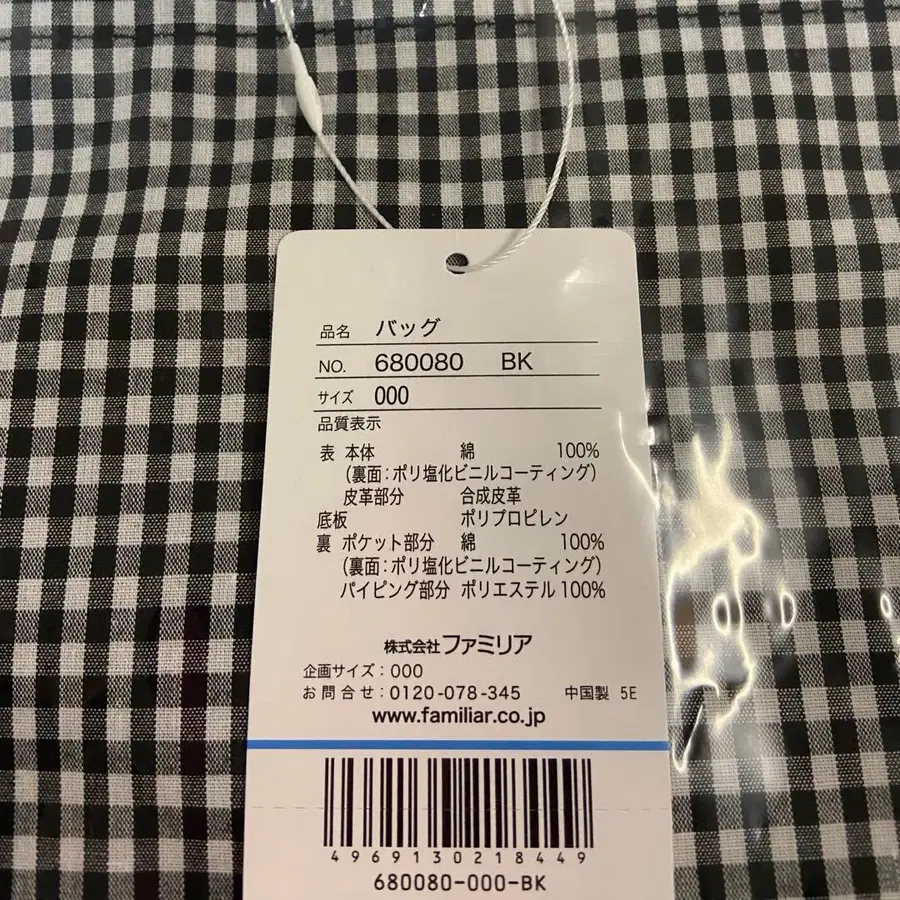 品名 バッグ
NO. 680080 BK
サイズ 000
品質表示
表 本体 綿 100%
(裏面:ポリ塩化ビニルコーティング)
皮革部分 合成皮革
底板 ポリプロピレン
裏 ポケット部分 綿 100%
(裏面:ポリ塩化ビニルコーティング)
パイピング部分 ポリエステル100%
株式会社ファミリア
企画サイズ:000
お問合せ:0120-078-345 中国製 5E
www.familiar.co.jp
4969130218449
680080-000-BK